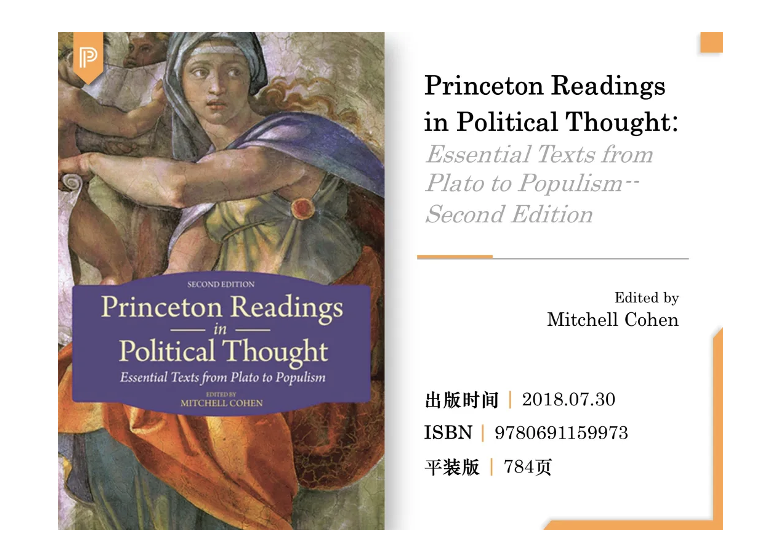 SECOND EDITION
Princeton Readings
in
Political Thought
Essential Texts from Plato to Populism
EDITED BY
MITCHELL COHEN
Princeton Readings
in Political Thought:
Essential Texts from
Plato to Populism--
Second Edition
Edited by
Mitchell Cohen
出版时间 | 2018.07.30
ISBN | 9780691159973
平装版 | 784页